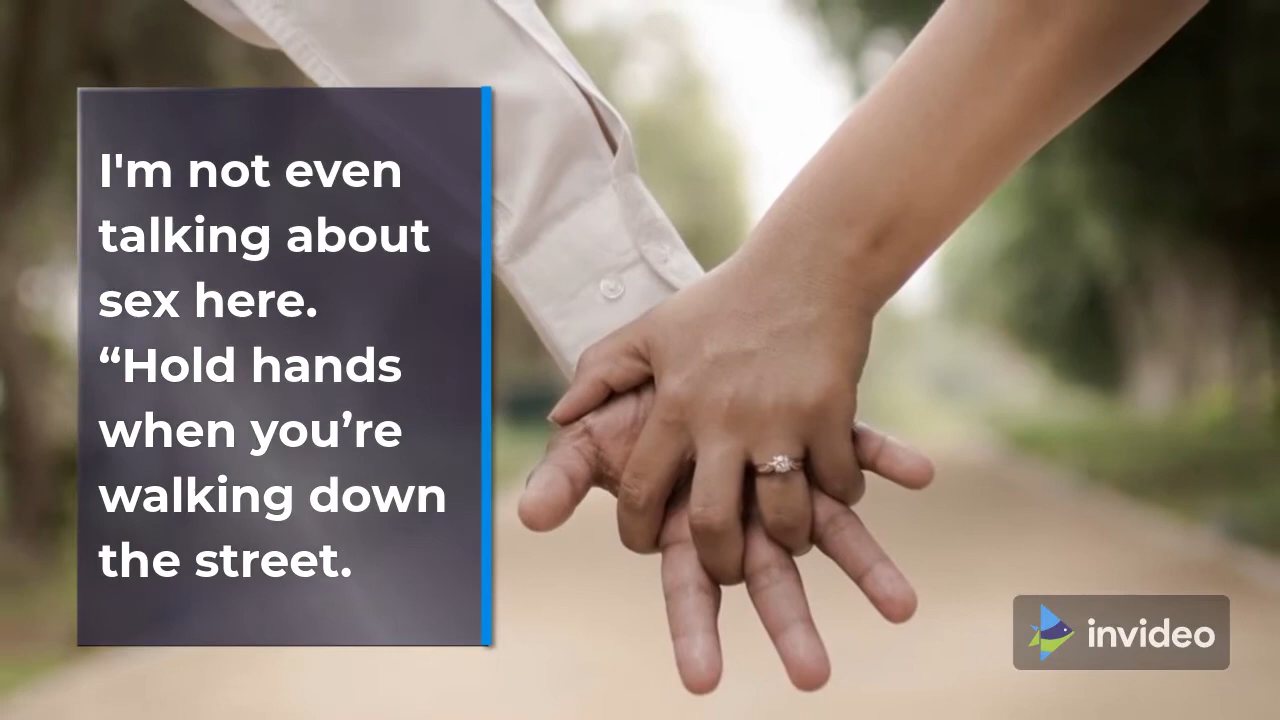 I'm not even
talking about
sex here.
“Hold hands
when you’re
walking down
the street.
invideo